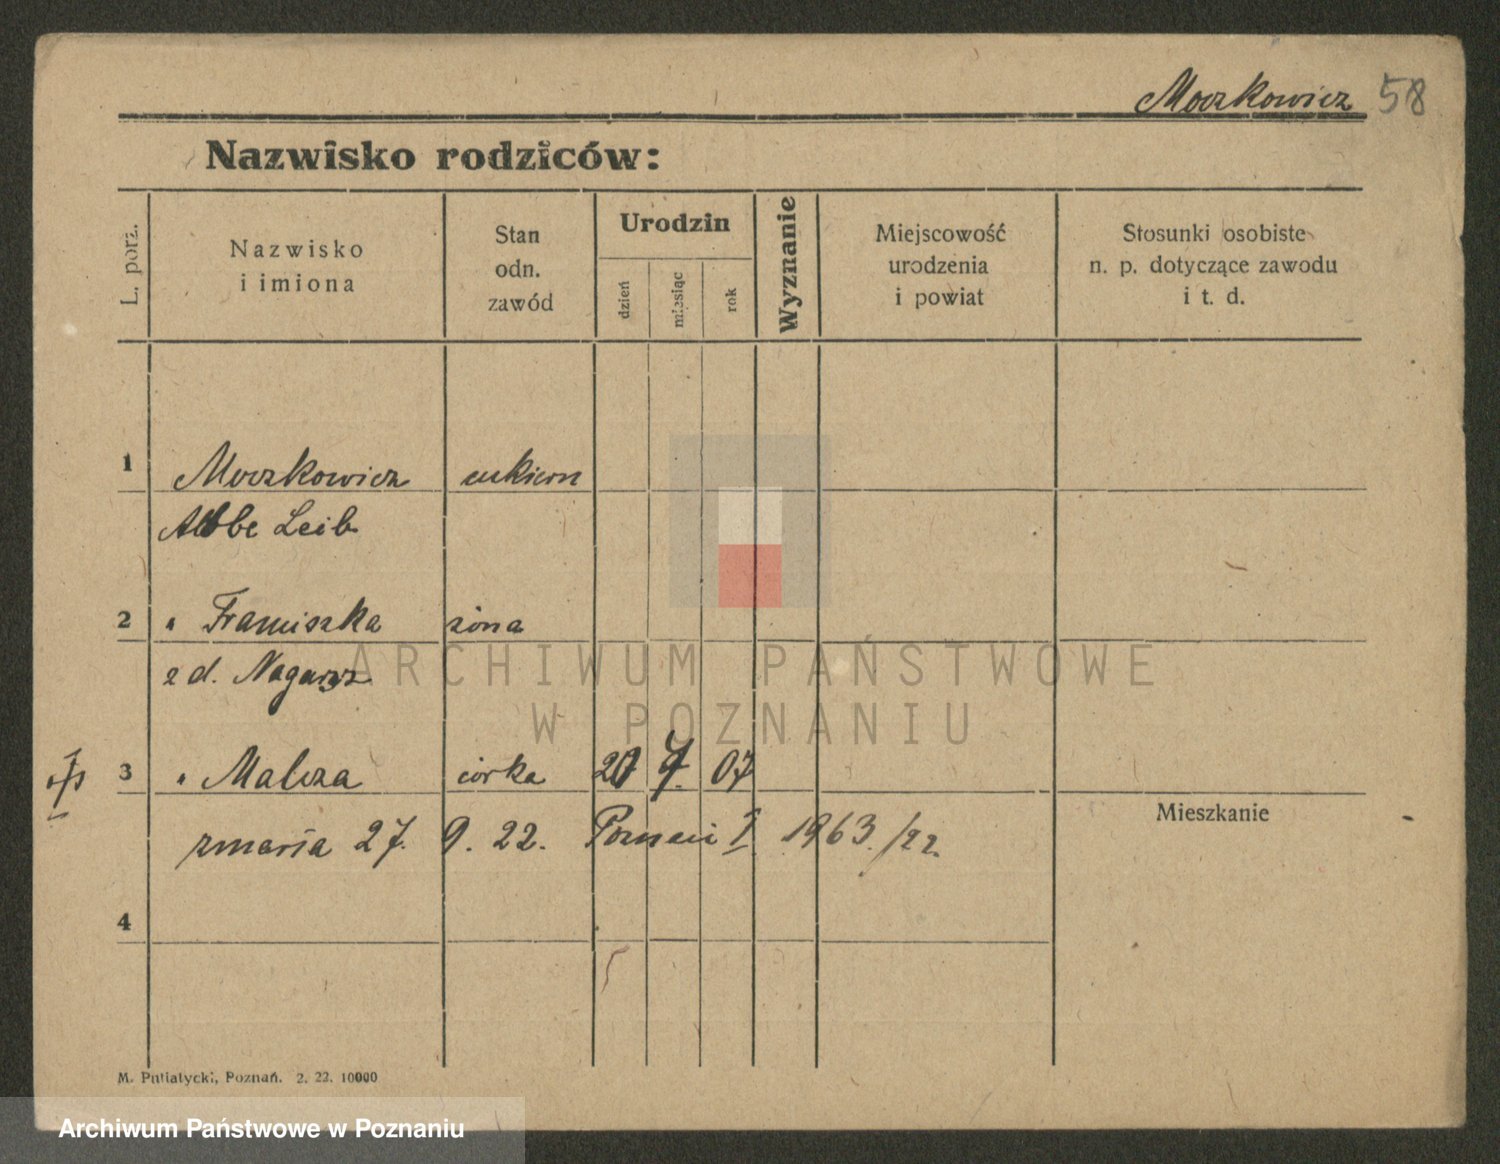 Moszkowicz 58
Nazwisko rodziców:
L. porz.
Nazwisko
i imiona
Stan
odn.
zawód
Urodzin
dzień
miesiąc
rok
Wyznanie
Miejscowość
urodzenia
i powiat
Stosunki osobiste
n. p. dotyczące zawodu
i t. d.
1 Moszkowicz cukiern
Abbe Leib
2 " Franciszka żona
z d.
ARCHIWUM PAŃSTWOWE
W POZNANIU
3 " córka 20 7. 07
Mieszkanie
zmarła 27. 9. 22. Poznań I 1963./22.
4
M. Putiatycki, Poznań. 2. 22. 10000
Archiwum Państwowe w Poznaniu